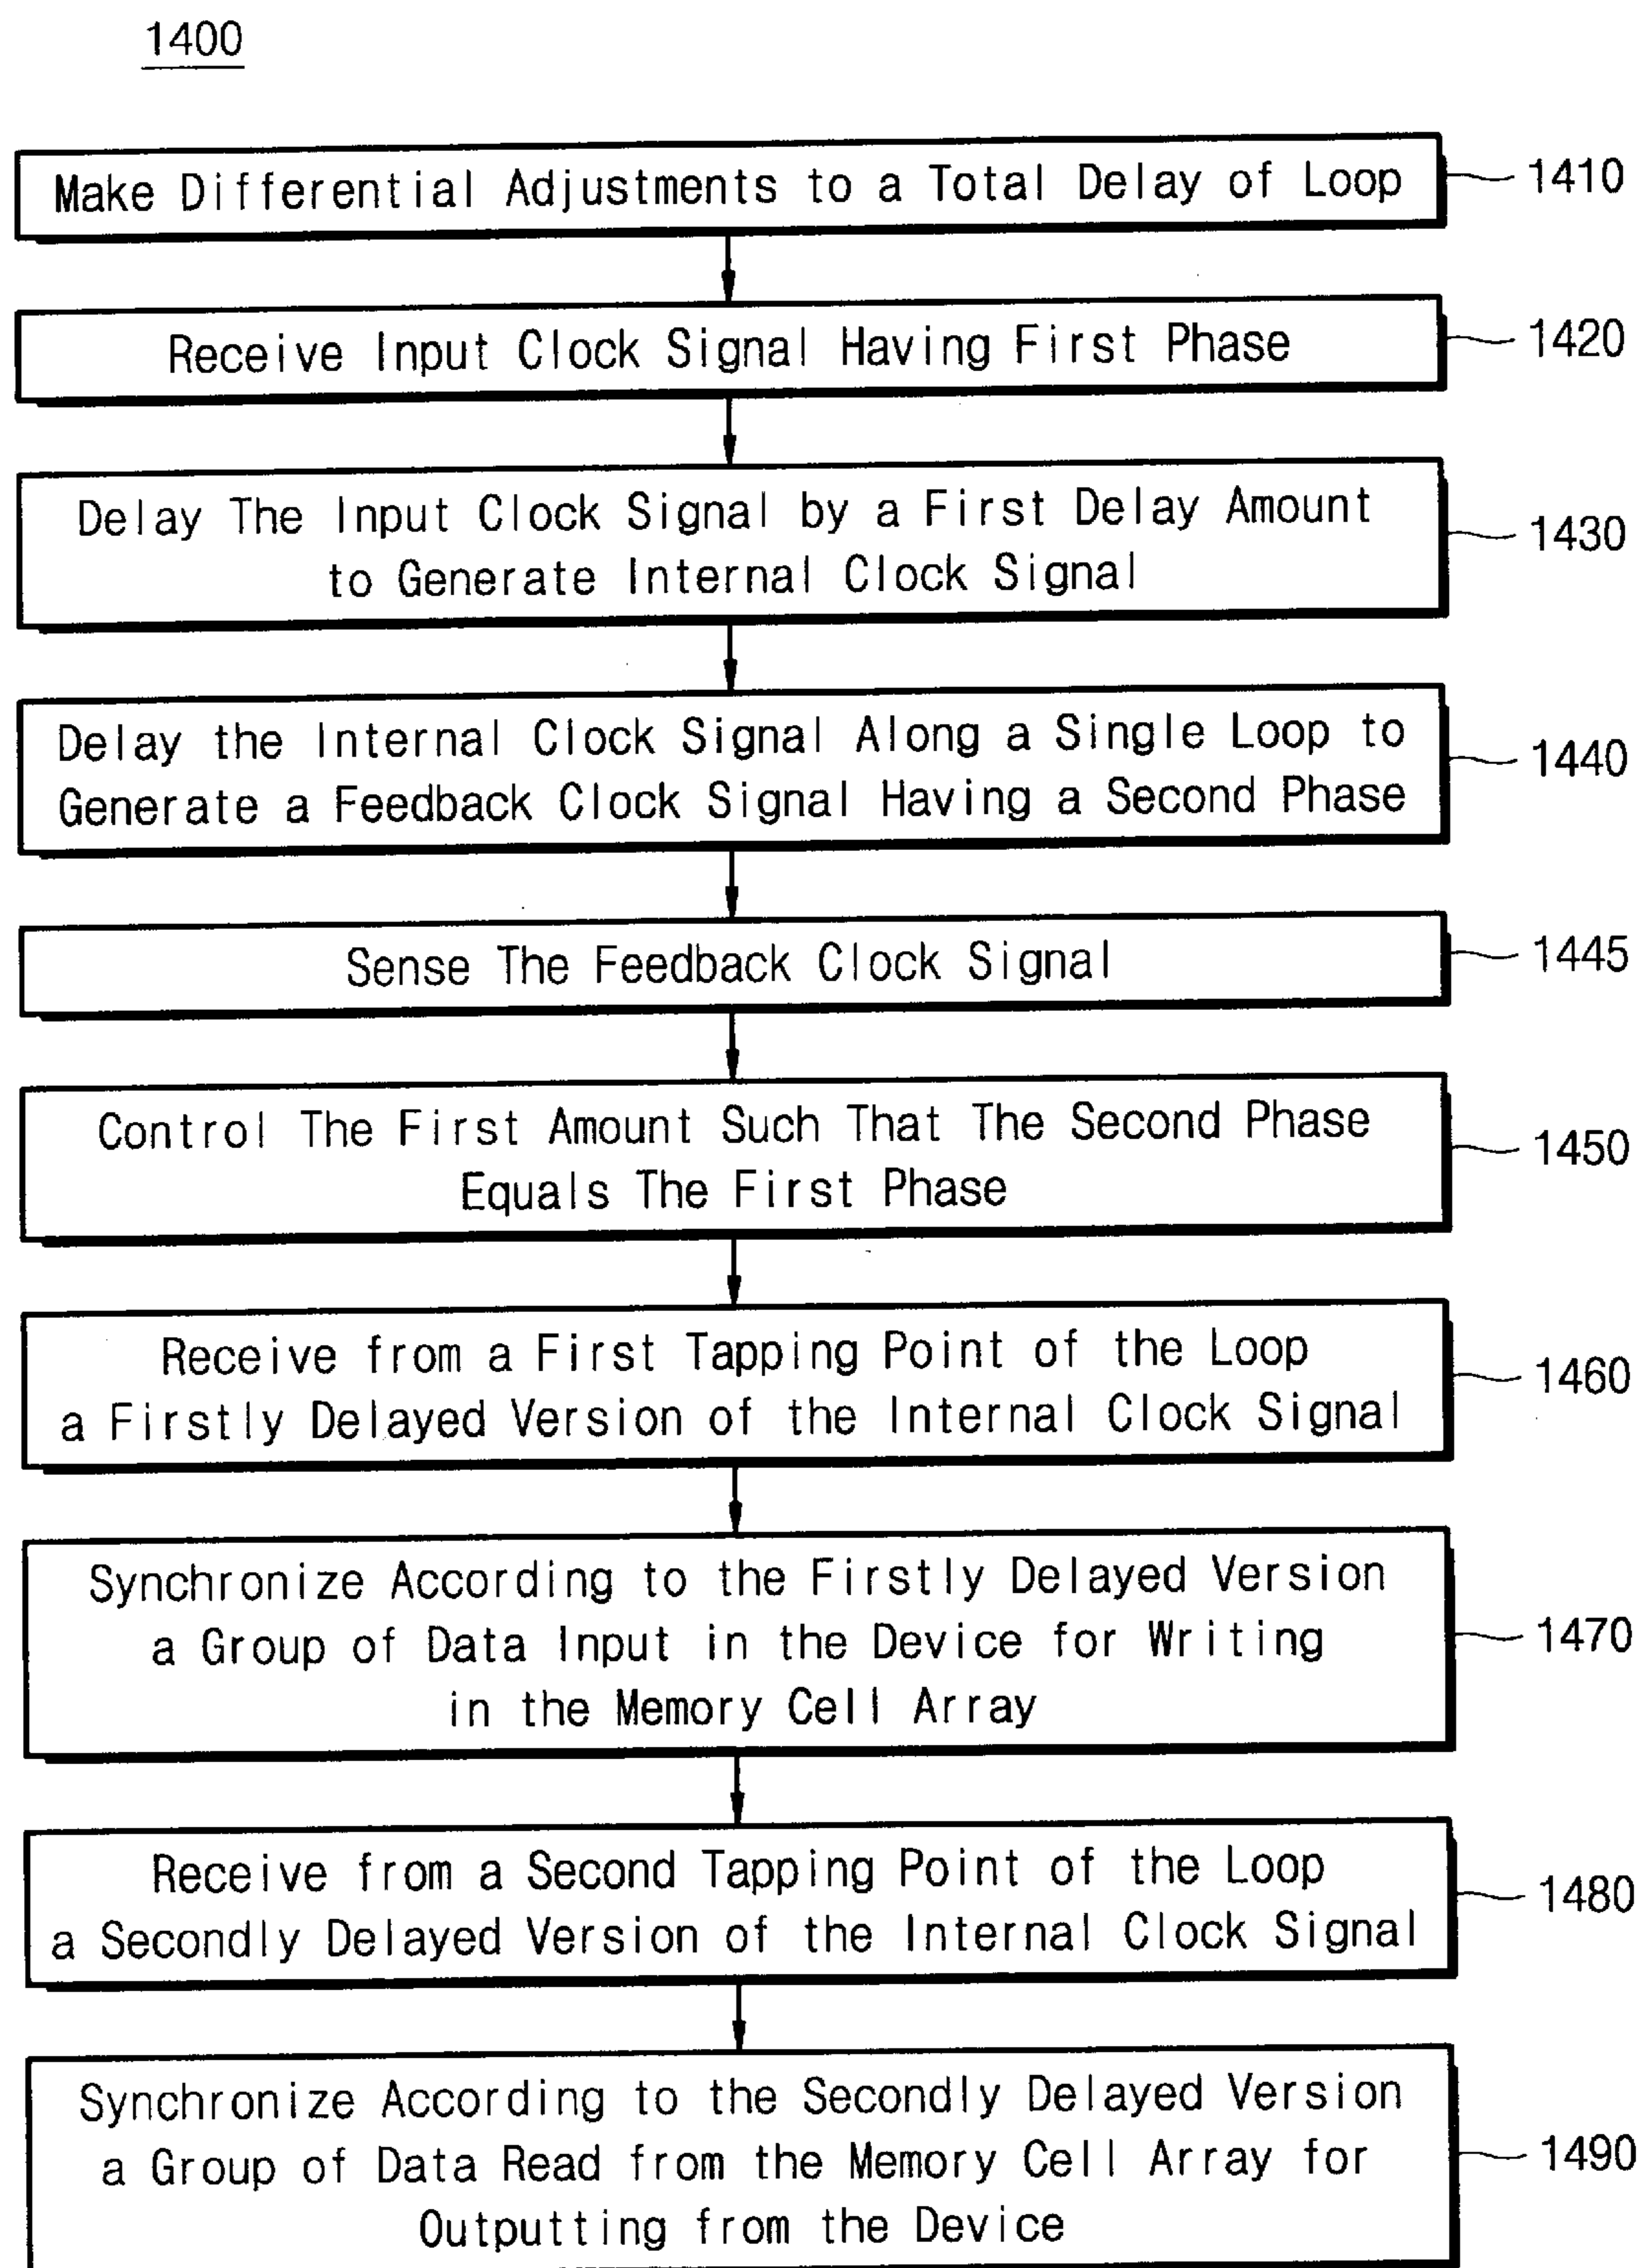 1400
Make Differential Adjustments to a Total Delay of Loop
1410
Receive Input Clock Signal Having First Phase
1420
Delay The Input Clock Signal by a First Delay Amount
to Generate Internal Clock Signal
1430
Delay the Internal Clock Signal Along a Single Loop to
Generate a Feedback Clock Signal Having a Second Phase
1440
Sense The Feedback Clock Signal
1445
Control The First Amount Such That The Second Phase
Equals The First Phase
1450
Receive from a First Tapping Point of the Loop
a Firstly Delayed Version of the Internal Clock Signal
1460
Synchronize According to the Firstly Delayed Version
a Group of Data Input in the Device for Writing
in the Memory Cell Array
1470
Receive from a Second Tapping Point of the Loop
a Secondly Delayed Version of the Internal Clock Signal
1480
Synchronize According to the Secondly Delayed Version
a Group of Data Read from the Memory Cell Array for
Outputting from the Device
1490